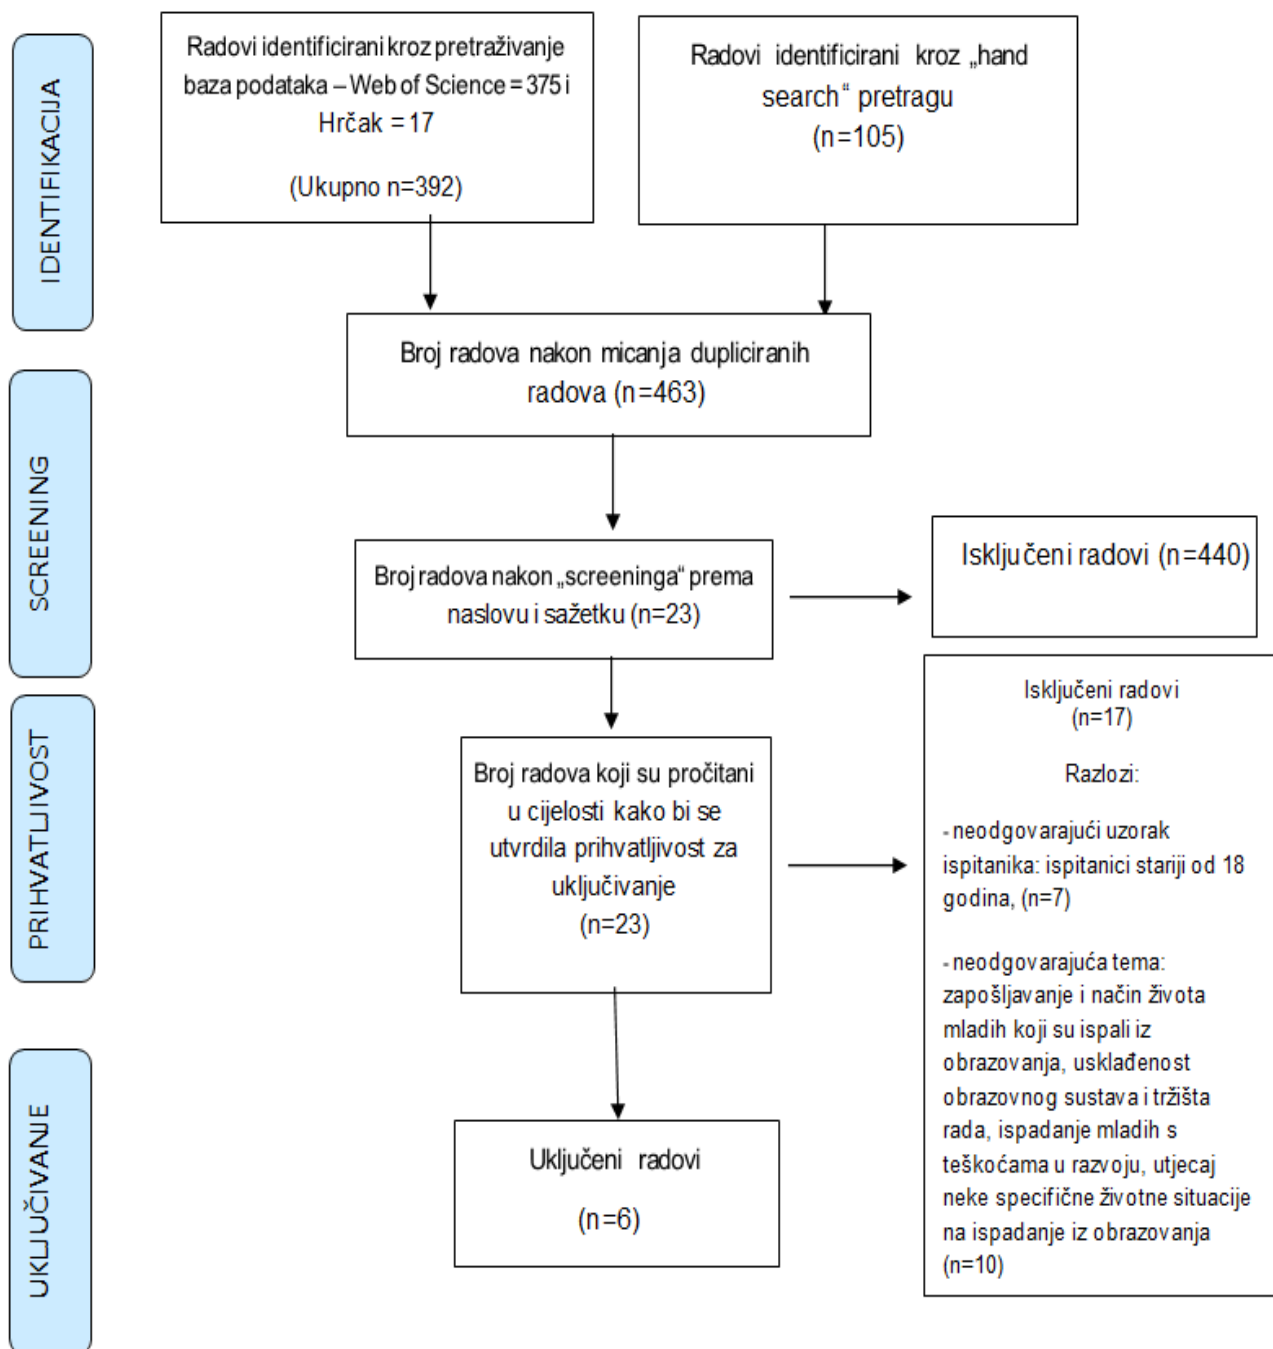 IDENTIFIKACIJA
Radovi identificirani kroz pretraživanje
baza podataka – Web of Science = 375 i
Hrčak = 17
(Ukupno n=392)
Radovi identificirani kroz „hand
search“ pretragu
(n=105)
Broj radova nakon micanja dupliciranih
radova (n=463)
SCREENING
Broj radova nakon „screeninga“ prema
naslovu i sažetku (n=23)
Isključeni radovi (n=440)
PRIHVATLJIVOST
Broj radova koji su pročitani
u cijelosti kako bi se
utvrdila prihvatljivost za
uključivanje
(n=23)
Isključeni radovi
(n=17)
Razlozi:
- neodgovarajući uzorak
ispitanika: ispitanici stariji od 18
godina, (n=7)
- neodgovarajuća tema:
zapošljavanje i način života
mladih koji su ispali iz
obrazovanja, usklađenost
obrazovnog sustava i tržišta
rada, ispadanje mladih s
teškoćama u razvoju, utjecaj
neke specifične životne situacije
na ispadanje iz obrazovanja
(n=10)
UKLJUČIVANJE
Uključeni radovi
(n=6)